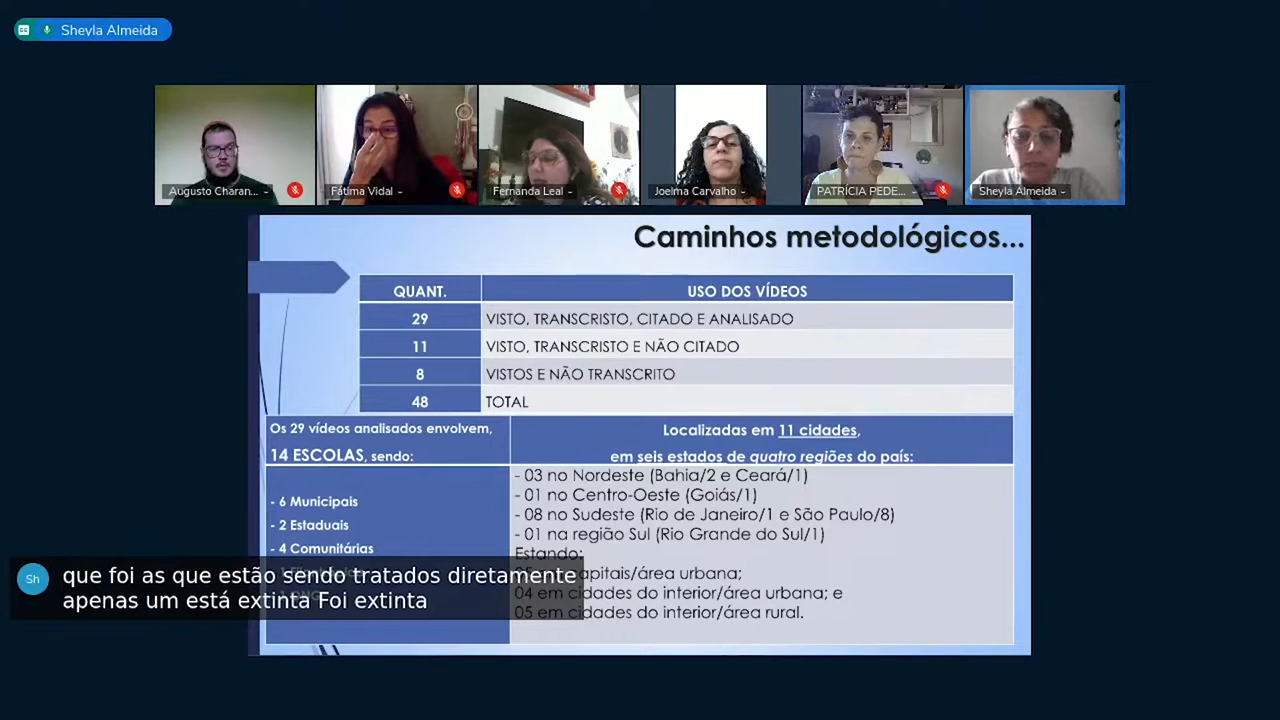 Sheyla Almeida
Augusto Charan...
Fátima Vidal
Fernanda Leal
Joelma Carvalho
PATRÍCIA PEDE...
Sheyla Almeida
Caminhos metodológicos...
QUANT. USO DOS VÍDEOS
29 VISTO, TRANSCRISTO, CITADO E ANALISADO
11 VISTO, TRANSCRISTO E NÃO CITADO
8 VISTOS E NÃO TRANSCRITO
48 TOTAL
Os 29 vídeos analisados envolvem,
14 ESCOLAS, sendo:
Localizadas em 11 cidades,
em seis estados de quatro regiões do país:
- 6 Municipais
- 2 Estaduais
- 4 Comunitárias
- 03 no Nordeste (Bahia/2 e Ceará/1)
- 01 no Centro-Oeste (Goiás/1)
- 08 no Sudeste (Rio de Janeiro/1 e São Paulo/8)
- 01 na região Sul (Rio Grande do Sul/1)
Estando:
capitais/área urbana;
04 em cidades do interior/área urbana; e
05 em cidades do interior/área rural.
Sh
que foi as que estão sendo tratados diretamente
apenas um está extinta Foi extinta